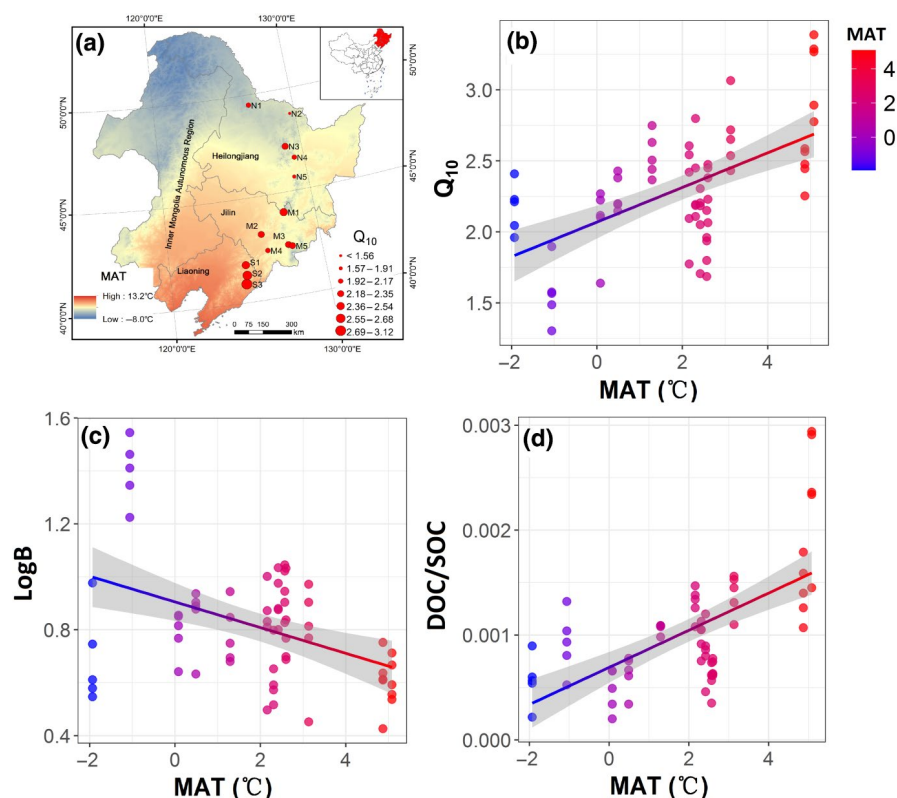 (a)
120°0'0"E
130°0'0"E
50°0'0"N
45°0'0"N
40°0'0"N
50°0'0"N
45°0'0"N
40°0'0"N
120°0'0"E
130°0'0"E
N1
N2
N3
N4
N5
Heilongjiang
Inner Mongolia Autonomous Region
Jilin
M1
M2
M3
M4
M5
Liaoning
S1
S2
S3
MAT
High : 13.2℃
Low : −8.0℃
0 75 150 300
km
Q10
< 1.56
1.57−1.91
1.92−2.17
2.18−2.35
2.36−2.54
2.55−2.68
2.69−3.12
(b)
Q10
3.0
2.5
2.0
1.5
−2 0 2 4
MAT (℃)
MAT
4
2
0
(c)
LogB
1.6
1.2
0.8
0.4
−2 0 2 4
MAT (℃)
(d)
DOC/SOC
0.003
0.002
0.001
0.000
−2 0 2 4
MAT (℃)